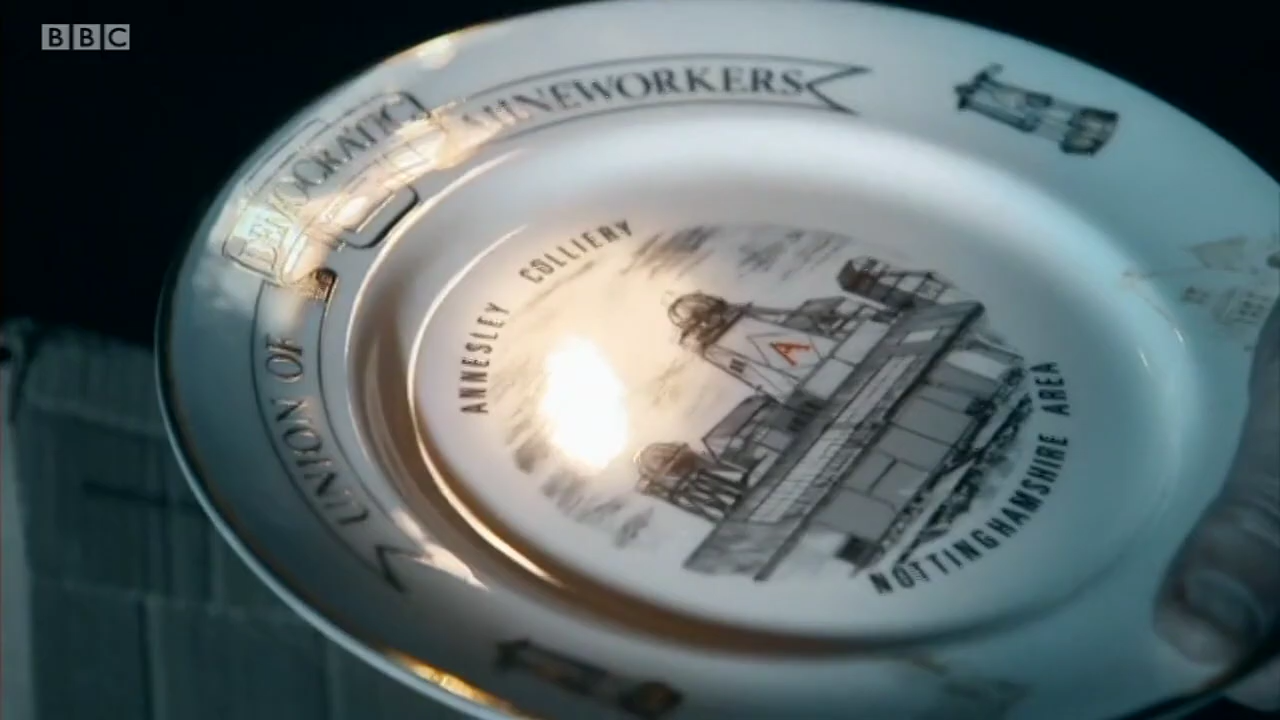 BBC
UNION OF
DEMOCRATIC
MINEWORKERS
ANNESLEY COLLIERY
A
NOTTINGHAMSHIRE AREA